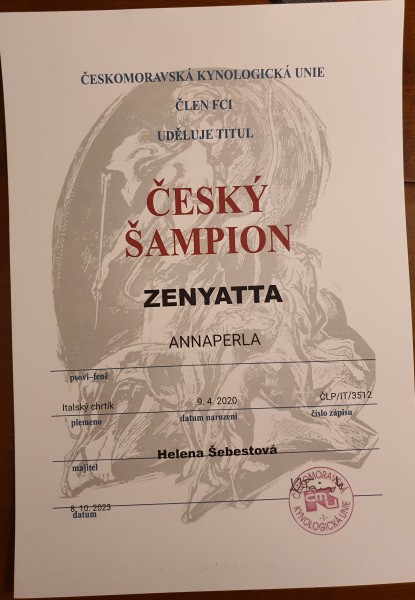 ČESKOMORAVSKÁ KYNOLOGICKÁ UNIE
ČLEN FCI
UDĚLUJE TITUL
ČESKÝ
ŠAMPION
ZENYATTA
ANNAPERLA
psovi–feně
Italský chrtík 9. 4. 2020 ČLP/IT/3512
plemeno datum narození číslo zápisu
Helena Šebestová
majitel
8. 10. 2023
datum
ČESKOMORAVSKÁ
KYNOLOGICKÁ UNIE